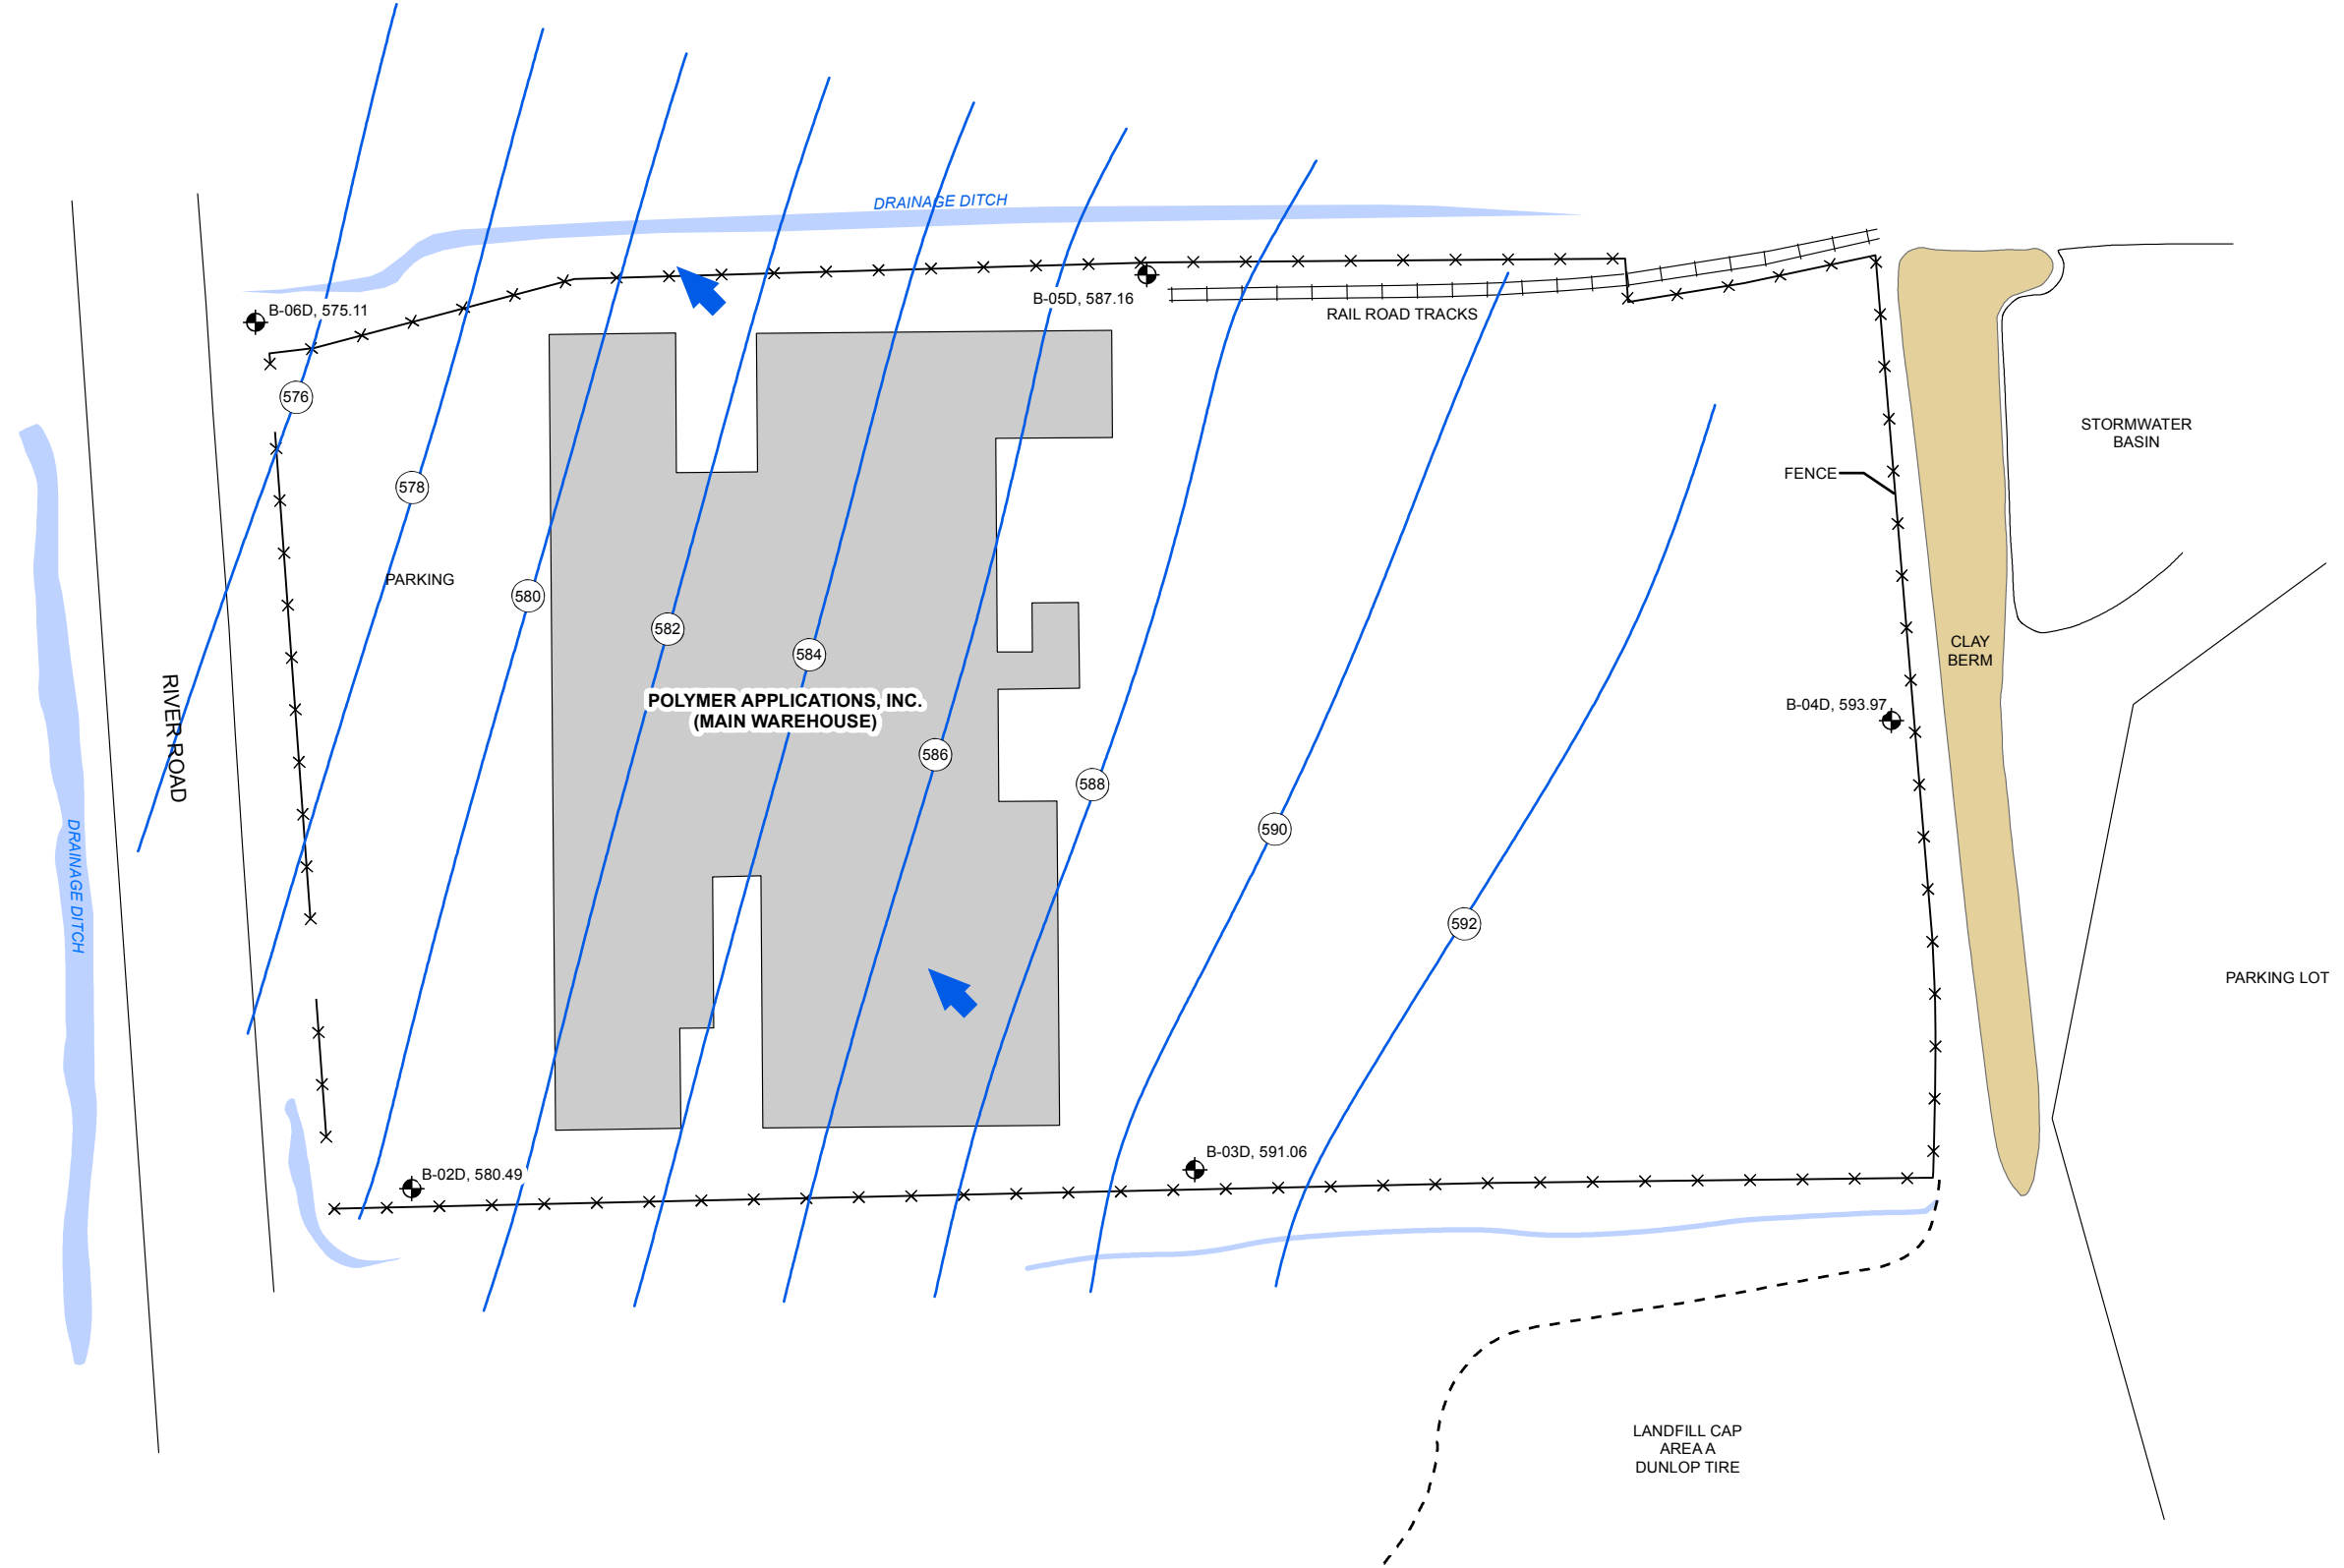 DRAINAGE DITCH
B-06D, 575.11
B-05D, 587.16
RAIL ROAD TRACKS
576
STORMWATER
BASIN
FENCE
578
PARKING
580
582
584
CLAY
BERM
POLYMER APPLICATIONS, INC.
(MAIN WAREHOUSE)
B-04D, 593.97
RIVER ROAD
586
588
590
DRAINAGE DITCH
592
PARKING LOT
B-03D, 591.06
B-02D, 580.49
LANDFILL CAP
AREA A
DUNLOP TIRE